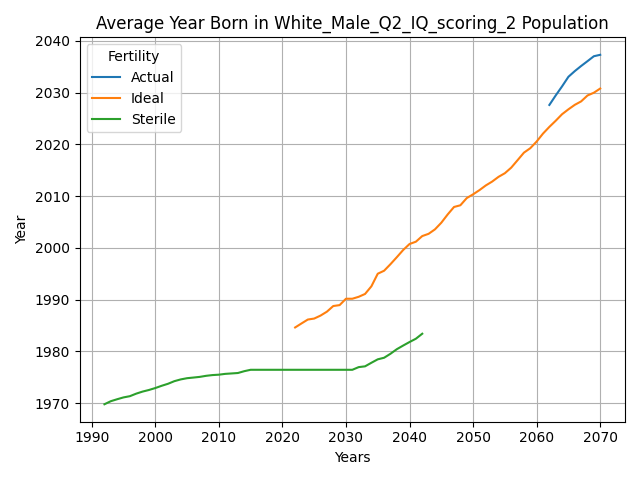 Average Year Born in White_Male_Q2_IQ_scoring_2 Population
Fertility
Actual
Ideal
Sterile
2040
2030
2020
2010
2000
1990
1980
1970
Year
1990 2000 2010 2020 2030 2040 2050 2060 2070
Years